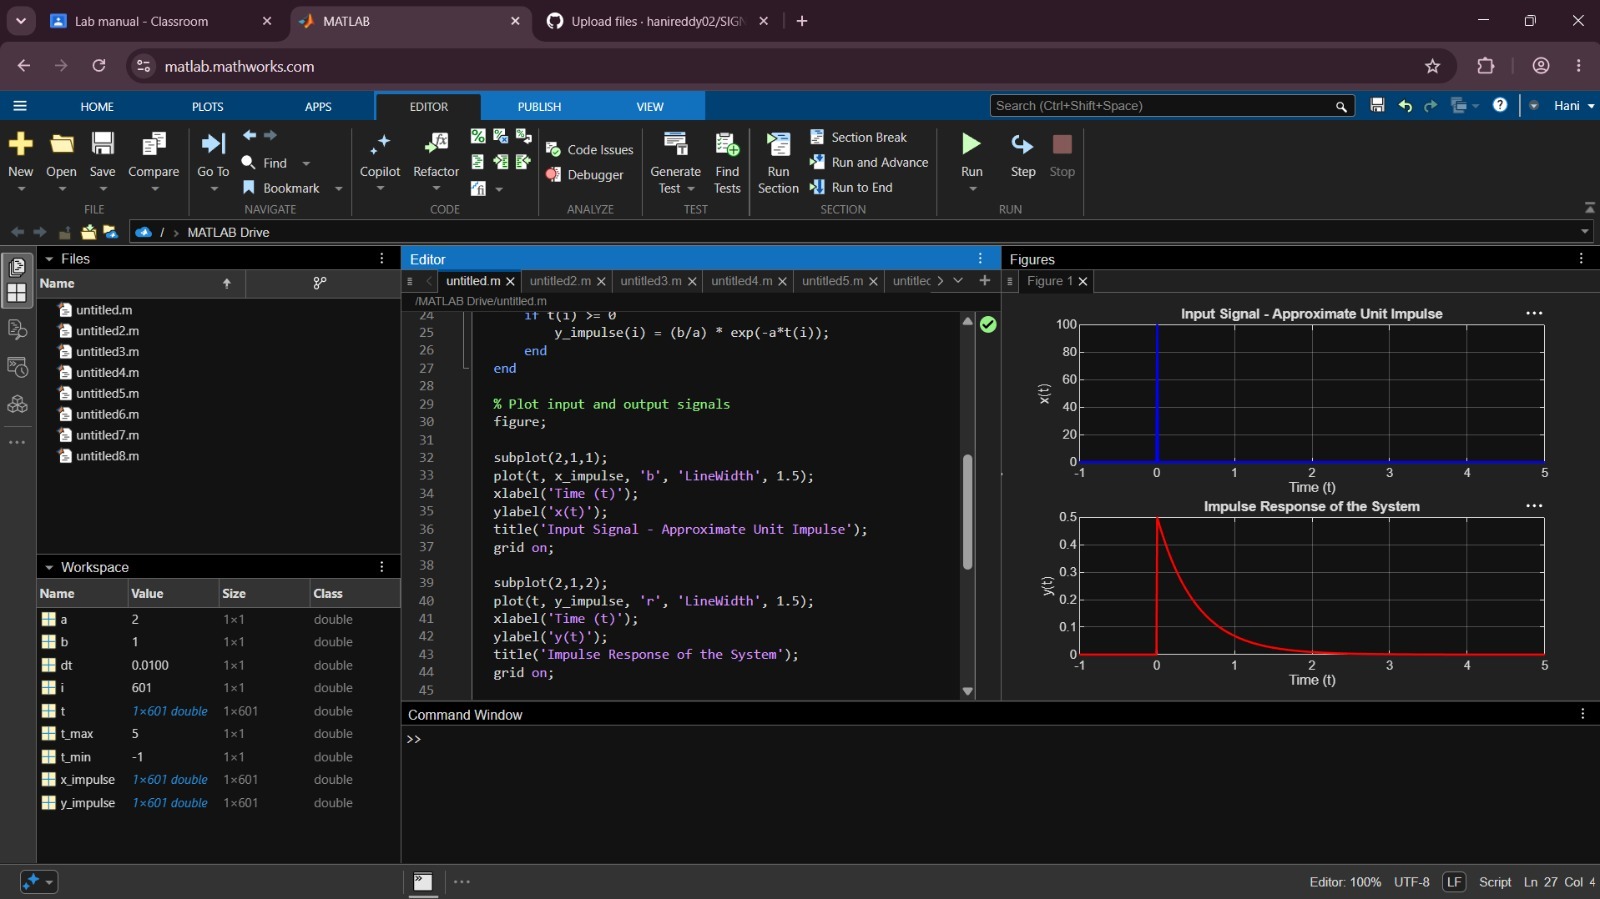 Lab manual - Classroom
MATLAB
Upload files · hanireddy02/SIGN
matlab.mathworks.com
HOME PLOTS APPS EDITOR PUBLISH VIEW
Search (Ctrl+Shift+Space)
Hani
New Open Save Compare
FILE
Go To Find Bookmark
NAVIGATE
Copilot Refactor
CODE
Code Issues
Debugger
ANALYZE
Generate Test
Find Tests
TEST
Run Section
Section Break
Run and Advance
Run to End
SECTION
Run Step Stop
RUN
/ › MATLAB Drive
Files
Name
untitled.m
untitled2.m
untitled3.m
untitled4.m
untitled5.m
untitled6.m
untitled7.m
untitled8.m
Workspace
Name Value Size Class
a 2 1×1 double
b 1 1×1 double
dt 0.0100 1×1 double
i 601 1×1 double
t 1×601 double 1×601 double
t_max 5 1×1 double
t_min -1 1×1 double
x_impulse 1×601 double 1×601 double
y_impulse 1×601 double 1×601 double
Editor
untitled.m untitled2.m untitled3.m untitled4.m untitled5.m untitlec
/MATLAB Drive/untitled.m
24 if t(i) >= 0
25 y_impulse(i) = (b/a) * exp(-a*t(i));
26 end
27 end
28
29 % Plot input and output signals
30 figure;
31
32 subplot(2,1,1);
33 plot(t, x_impulse, 'b', 'LineWidth', 1.5);
34 xlabel('Time (t)');
35 ylabel('x(t)');
36 title('Input Signal - Approximate Unit Impulse');
37 grid on;
38
39 subplot(2,1,2);
40 plot(t, y_impulse, 'r', 'LineWidth', 1.5);
41 xlabel('Time (t)');
42 ylabel('y(t)');
43 title('Impulse Response of the System');
44 grid on;
45
Command Window
>>
Figures
Figure 1
Input Signal - Approximate Unit Impulse
x(t)
100
80
60
40
20
0
-1 0 1 2 3 4 5
Time (t)
Impulse Response of the System
y(t)
0.5
0.4
0.3
0.2
0.1
0
-1 0 1 2 3 4 5
Time (t)
Editor: 100% UTF-8 LF Script Ln 27 Col 4